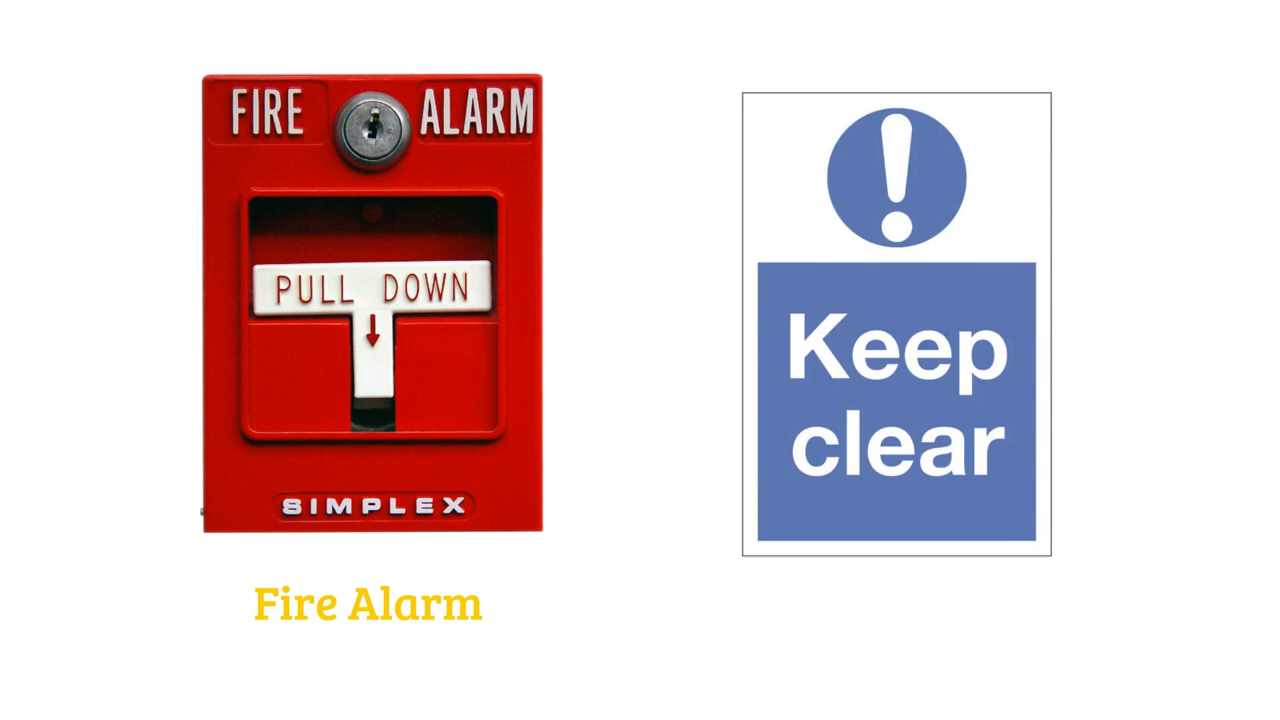 FIRE ALARM
PULL DOWN
SIMPLEX
Fire Alarm
Keep
clear